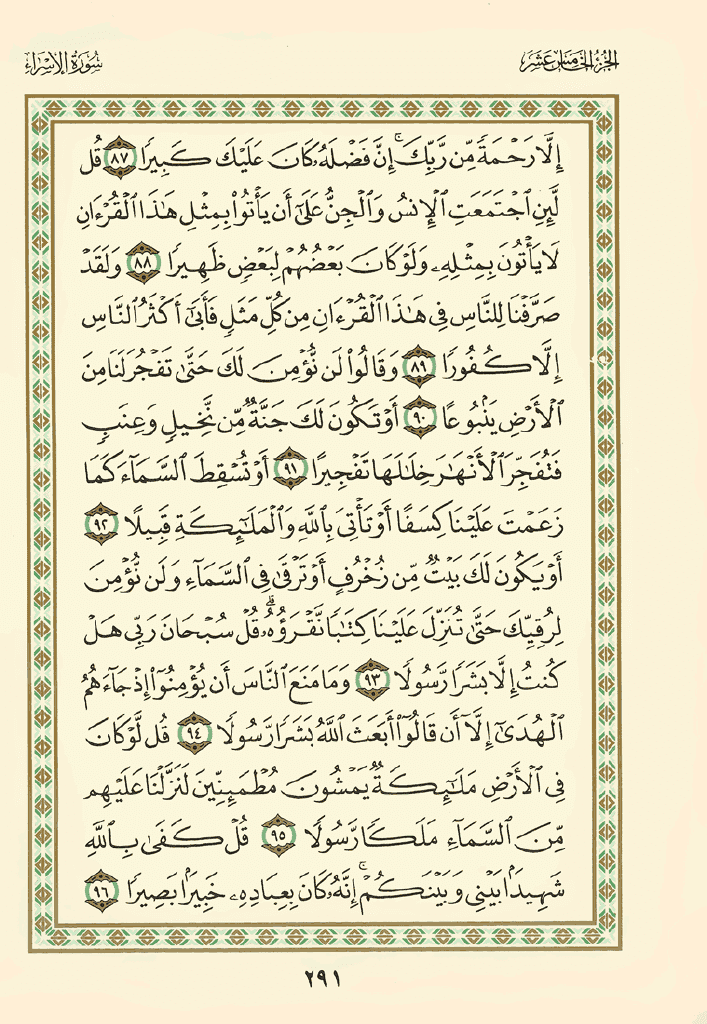 الجزء الخامس عشر
سورة الإسراء
إِلَّا رَحْمَةً مِّن رَّبِّكَ ۚ إِنَّ فَضْلَهُ كَانَ عَلَيْكَ كَبِيرًا ٨٧ قُل
لَّئِنِ ٱجْتَمَعَتِ ٱلْإِنسُ وَٱلْجِنُّ عَلَىٰٓ أَن يَأْتُوا۟ بِمِثْلِ هَٰذَا ٱلْقُرْءَانِ
لَا يَأْتُونَ بِمِثْلِهِۦ وَلَوْ كَانَ بَعْضُهُمْ لِبَعْضٍ ظَهِيرًا ٨٨ وَلَقَدْ
صَرَّفْنَا لِلنَّاسِ فِى هَٰذَا ٱلْقُرْءَانِ مِن كُلِّ مَثَلٍ فَأَبَىٰٓ أَكْثَرُ ٱلنَّاسِ
إِلَّا كُفُورًا ٨٩ وَقَالُوا۟ لَن نُّؤْمِنَ لَكَ حَتَّىٰ تَفْجُرَ لَنَا مِنَ
ٱلْأَرْضِ يَنۢبُوعًا ٩٠ أَوْ تَكُونَ لَكَ جَنَّةٌ مِّن نَّخِيلٍ وَعِنَبٍ
فَتُفَجِّرَ ٱلْأَنْهَٰرَ خِلَٰلَهَا تَفْجِيرًا ٩١ أَوْ تُسْقِطَ ٱلسَّمَآءَ كَمَا
زَعَمْتَ عَلَيْنَا كِسَفًا أَوْ تَأْتِىَ بِٱللَّهِ وَٱلْمَلَٰٓئِكَةِ قَبِيلًا ٩٢
أَوْ يَكُونَ لَكَ بَيْتٌ مِّن زُخْرُفٍ أَوْ تَرْقَىٰ فِى ٱلسَّمَآءِ وَلَن نُّؤْمِنَ
لِرُقِيِّكَ حَتَّىٰ تُنَزِّلَ عَلَيْنَا كِتَٰبًا نَّقْرَؤُهُۥ ۗ قُلْ سُبْحَانَ رَبِّى هَلْ
كُنتُ إِلَّا بَشَرًا رَّسُولًا ٩٣ وَمَا مَنَعَ ٱلنَّاسَ أَن يُؤْمِنُوٓا۟ إِذْ جَآءَهُمُ
ٱلْهُدَىٰٓ إِلَّآ أَن قَالُوٓا۟ أَبَعَثَ ٱللَّهُ بَشَرًا رَّسُولًا ٩٤ قُل لَّوْ كَانَ
فِى ٱلْأَرْضِ مَلَٰٓئِكَةٌ يَمْشُونَ مُطْمَئِنِّينَ لَنَزَّلْنَا عَلَيْهِم
مِّنَ ٱلسَّمَآءِ مَلَكًا رَّسُولًا ٩٥ قُلْ كَفَىٰ بِٱللَّهِ
شَهِيدًۢا بَيْنِى وَبَيْنَكُمْ ۚ إِنَّهُۥ كَانَ بِعِبَادِهِۦ خَبِيرًۢا بَصِيرًا ٩٦
٢٩١